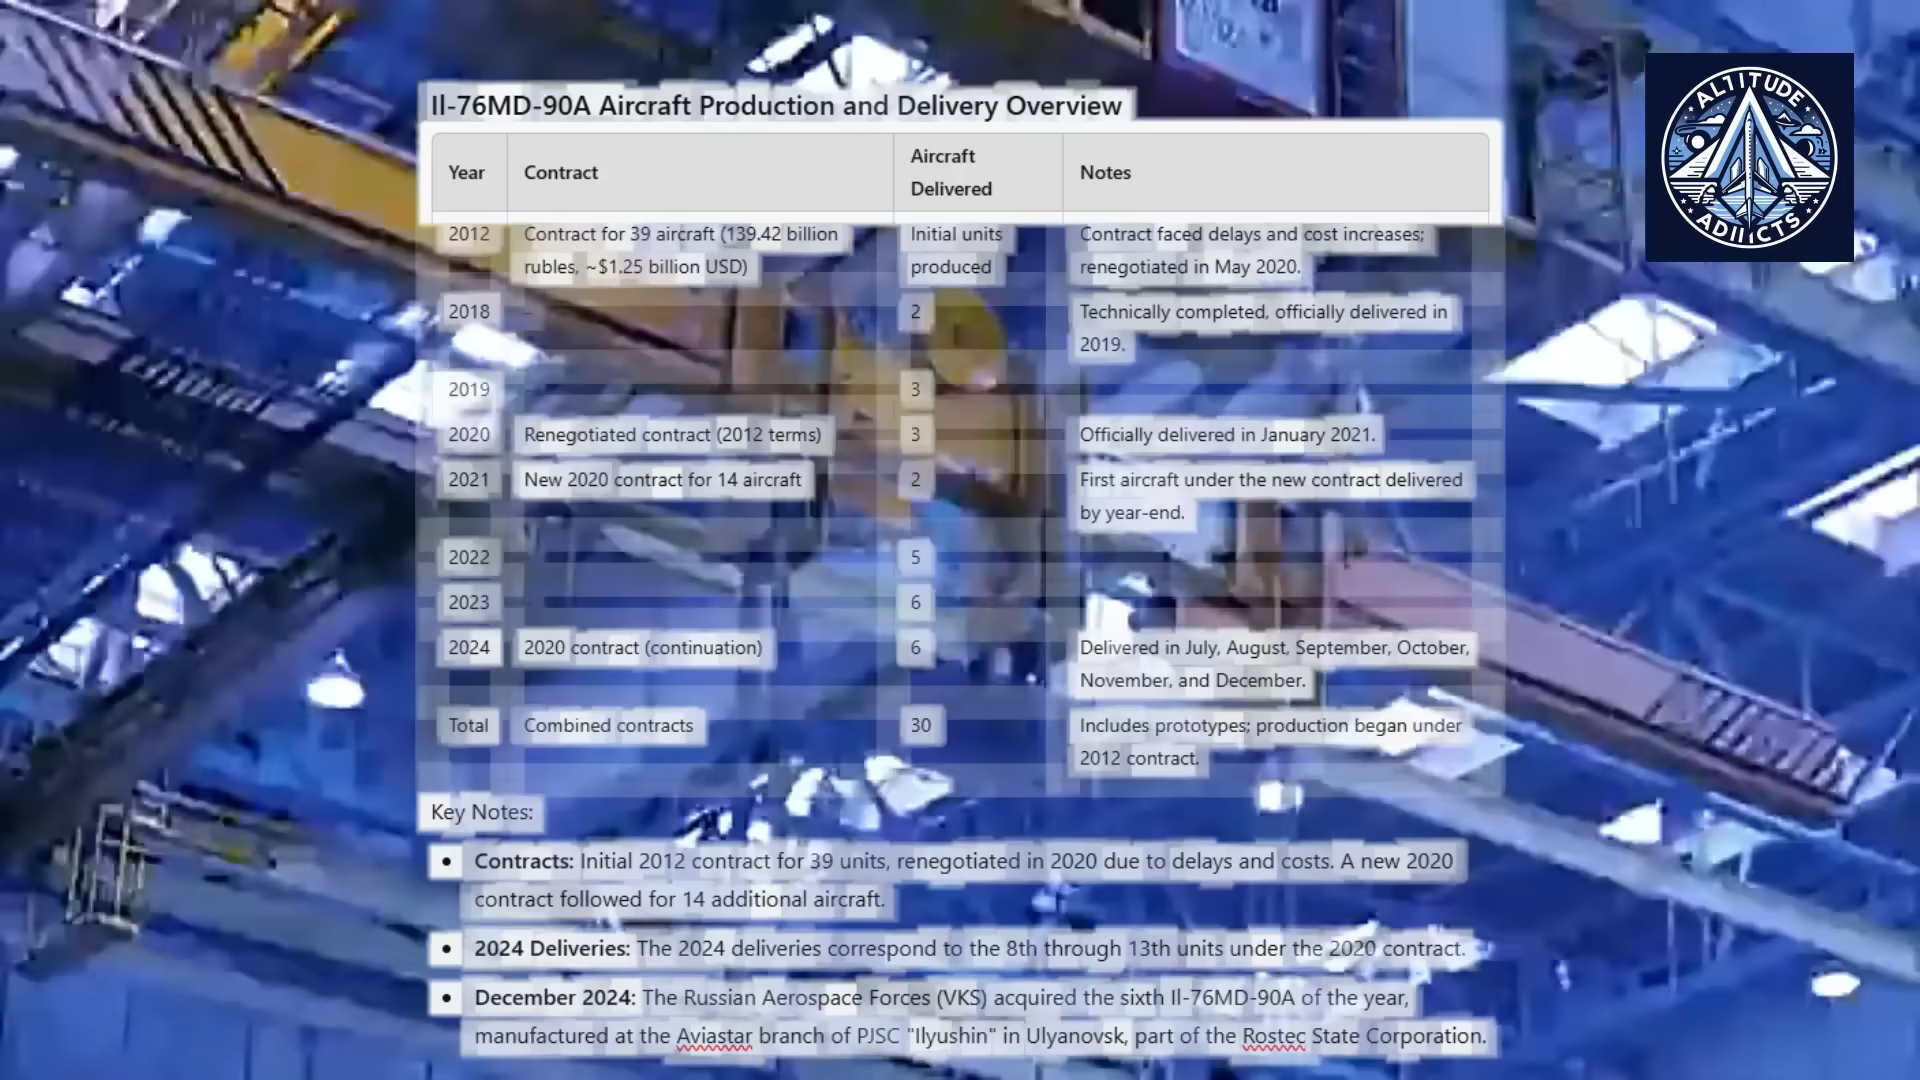 Il-76MD-90A Aircraft Production and Delivery Overview
Year Contract Aircraft Delivered Notes
2012 Contract for 39 aircraft (139.42 billion rubles, ~$1.25 billion USD) Initial units produced Contract faced delays and cost increases; renegotiated in May 2020.
2018 - 2 Technically completed, officially delivered in 2019.
2019 3
2020 Renegotiated contract (2012 terms) 3 Officially delivered in January 2021.
2021 New 2020 contract for 14 aircraft 2 First aircraft under the new contract delivered by year-end.
2022 5
2023 - 6
2024 2020 contract (continuation) 6 Delivered in July, August, September, October, November, and December.
Total Combined contracts 30 Includes prototypes; production began under 2012 contract.
Key Notes:
• Contracts: Initial 2012 contract for 39 units, renegotiated in 2020 due to delays and costs. A new 2020
contract followed for 14 additional aircraft.
• 2024 Deliveries: The 2024 deliveries correspond to the 8th through 13th units under the 2020 contract.
• December 2024: The Russian Aerospace Forces (VKS) acquired the sixth Il-76MD-90A of the year,
manufactured at the Aviastar branch of PJSC "Ilyushin" in Ulyanovsk, part of the Rostec State Corporation.